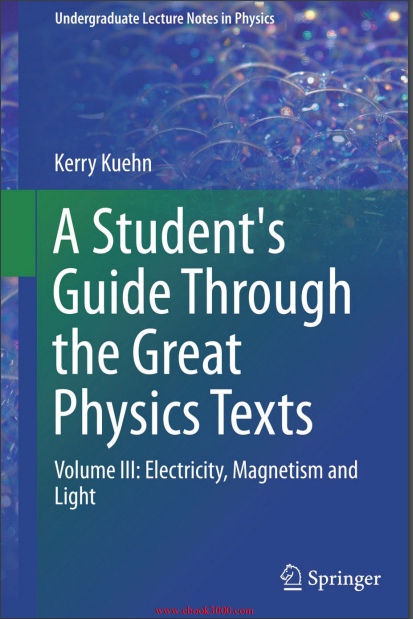 Undergraduate Lecture Notes in Physics
Kerry Kuehn
A Student's
Guide Through
the Great
Physics Texts
Volume III: Electricity, Magnetism and
Light
Springer
www.ebook3000.com